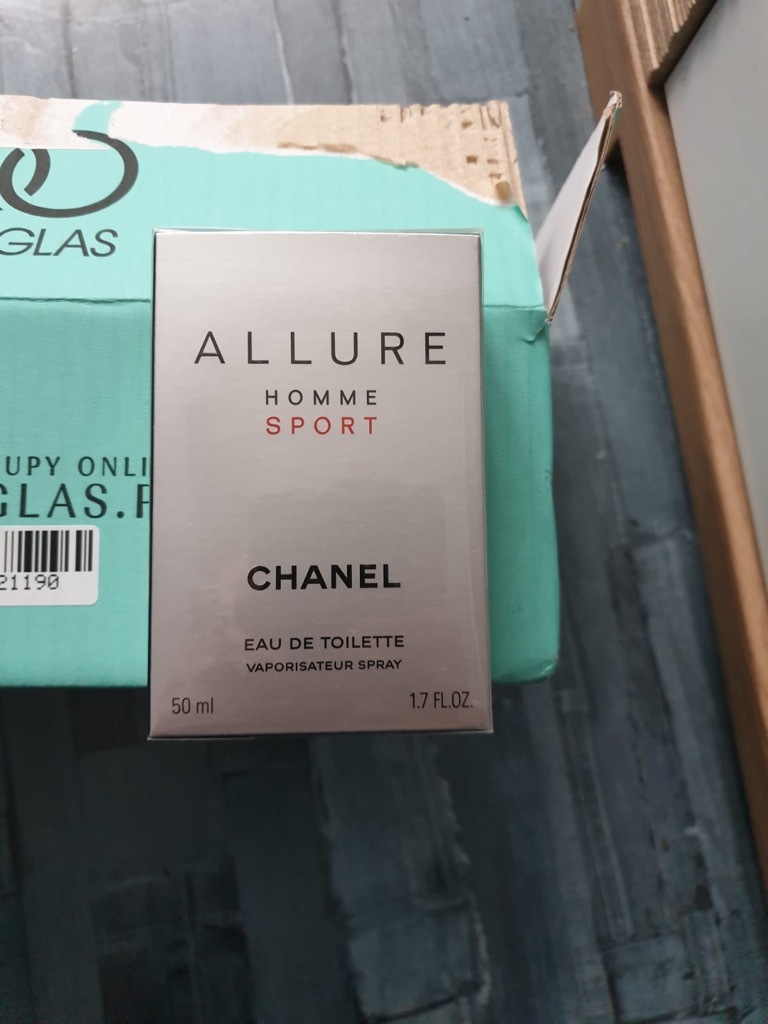 GLAS
UPY ONLI
GLAS.P
21190
ALLURE
HOMME
SPORT
CHANEL
EAU DE TOILETTE
VAPORISATEUR SPRAY
50 ml 1.7 FL.OZ.